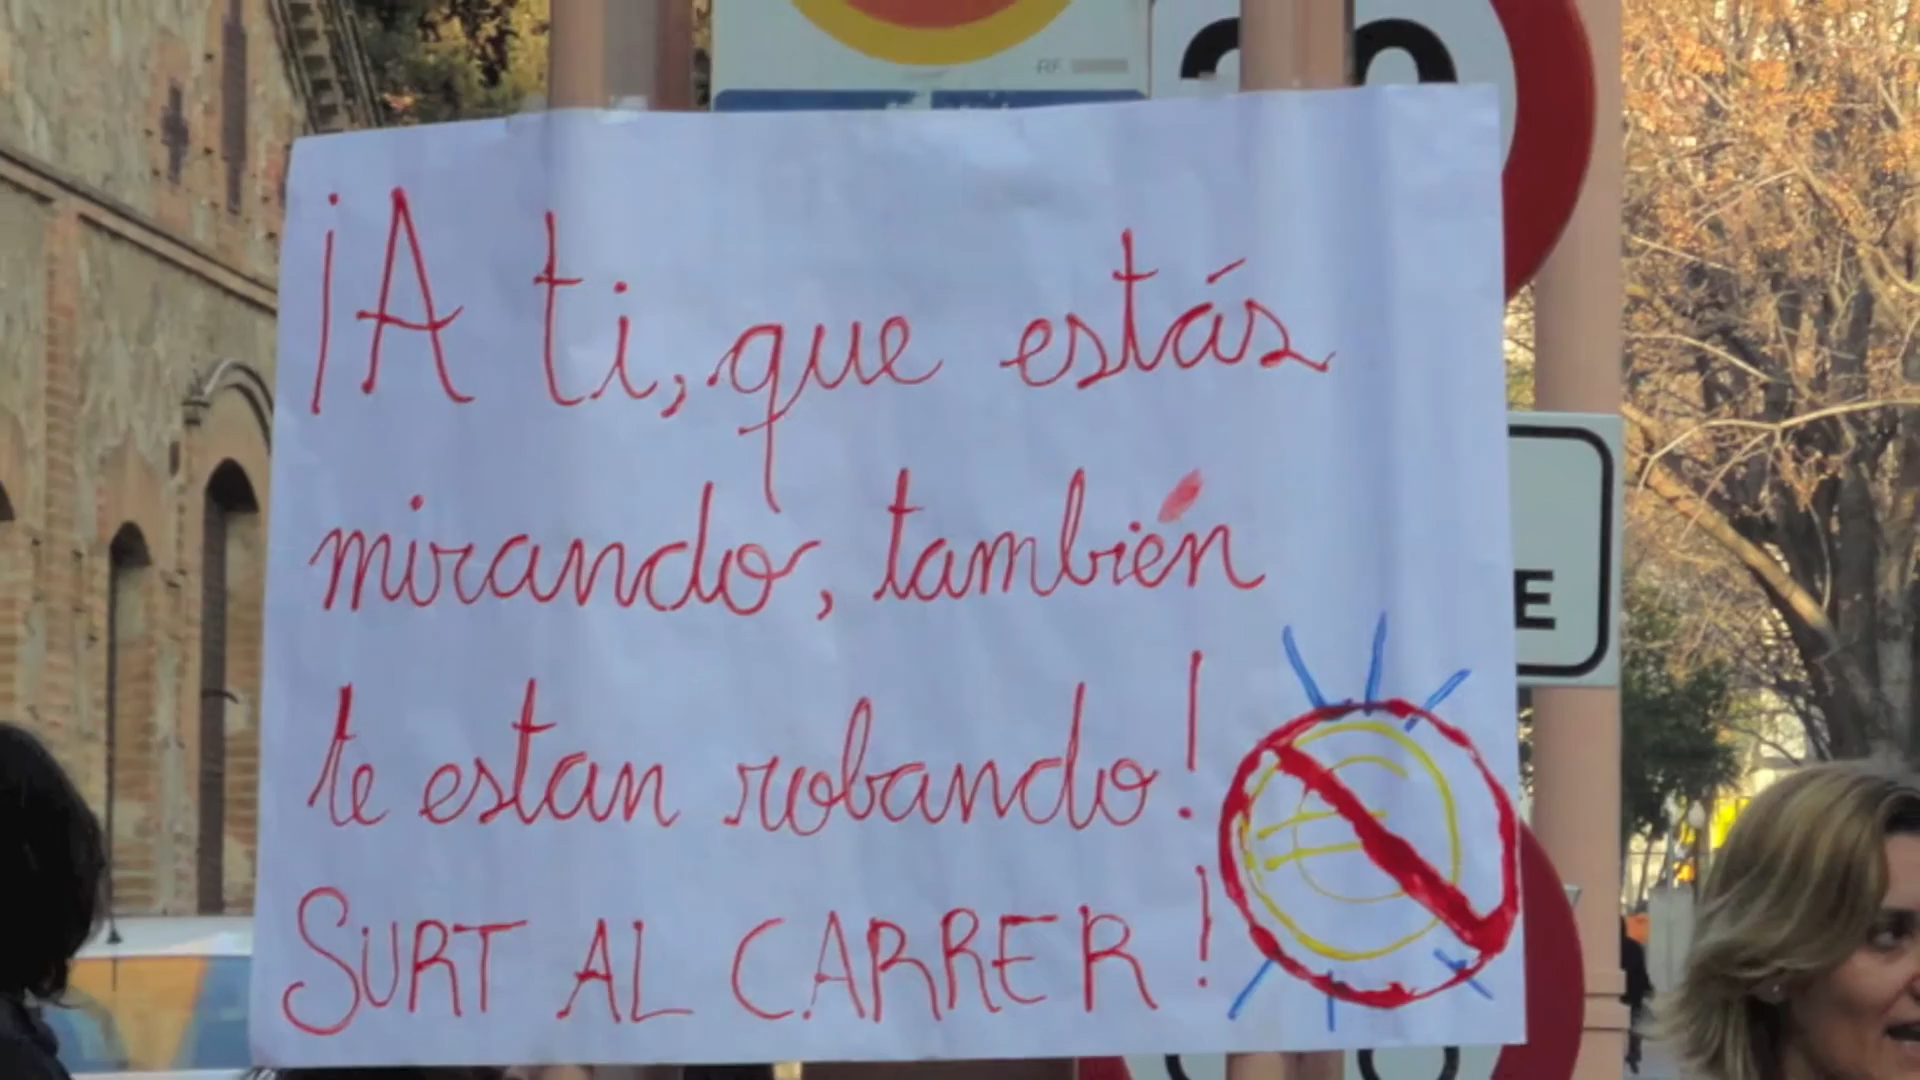 ¡A ti, que estás
mirando, también
te estan robando!
SURT AL CARRER!
€
E